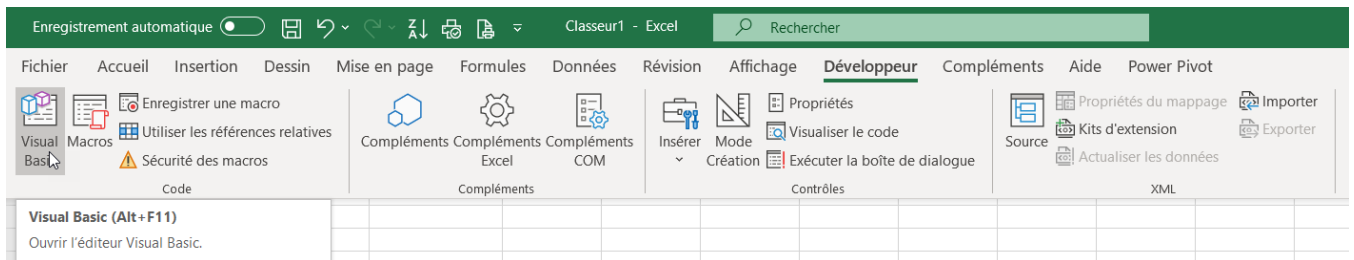 Enregistrement automatique
Classeur1 - Excel
Rechercher
Fichier Accueil Insertion Dessin Mise en page Formules Données Révision Affichage Développeur Compléments Aide Power Pivot
Visual Basic
Macros
Enregistrer une macro
Utiliser les références relatives
Sécurité des macros
Code
Compléments
Compléments Excel
Compléments COM
Compléments
Insérer
Mode Création
Propriétés
Visualiser le code
Exécuter la boîte de dialogue
Contrôles
Source
Propriétés du mappage
Kits d'extension
Actualiser les données
Importer
Exporter
XML
Visual Basic (Alt+F11)
Ouvrir l'éditeur Visual Basic.